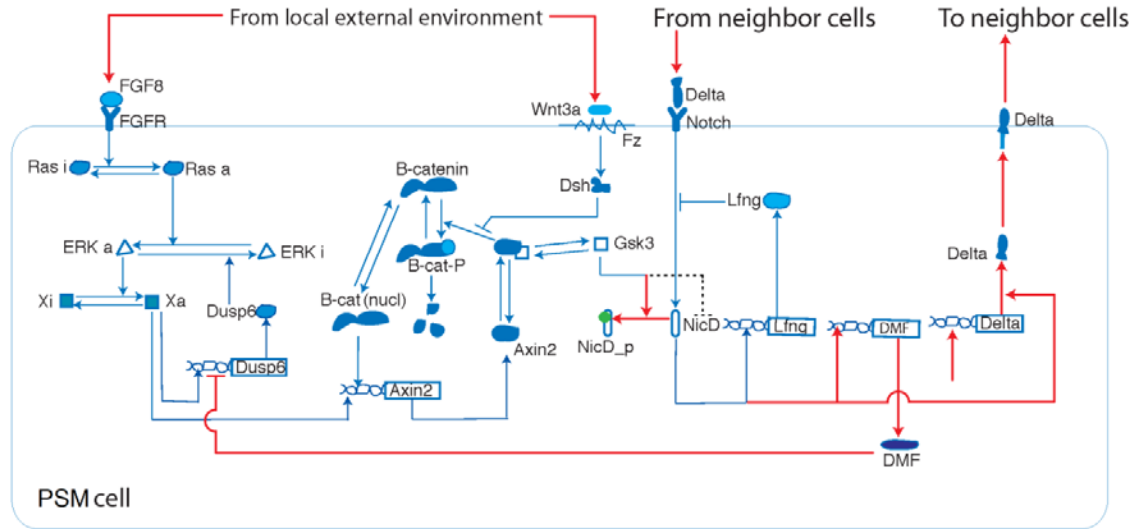 From local external environment
From neighbor cells
To neighbor cells
FGF8
FGFR
Wnt3a
Fz
Delta
Notch
Delta
Ras i
Ras a
B-catenin
Dsh
Lfng
ERK a
ERK i
B-cat-P
Gsk3
Delta
Xi
Xa
Dusp6
B-cat (nucl)
Axin2
NicD_p
NicD
Lfng
DMF
Delta
Dusp6
Axin2
DMF
PSM cell